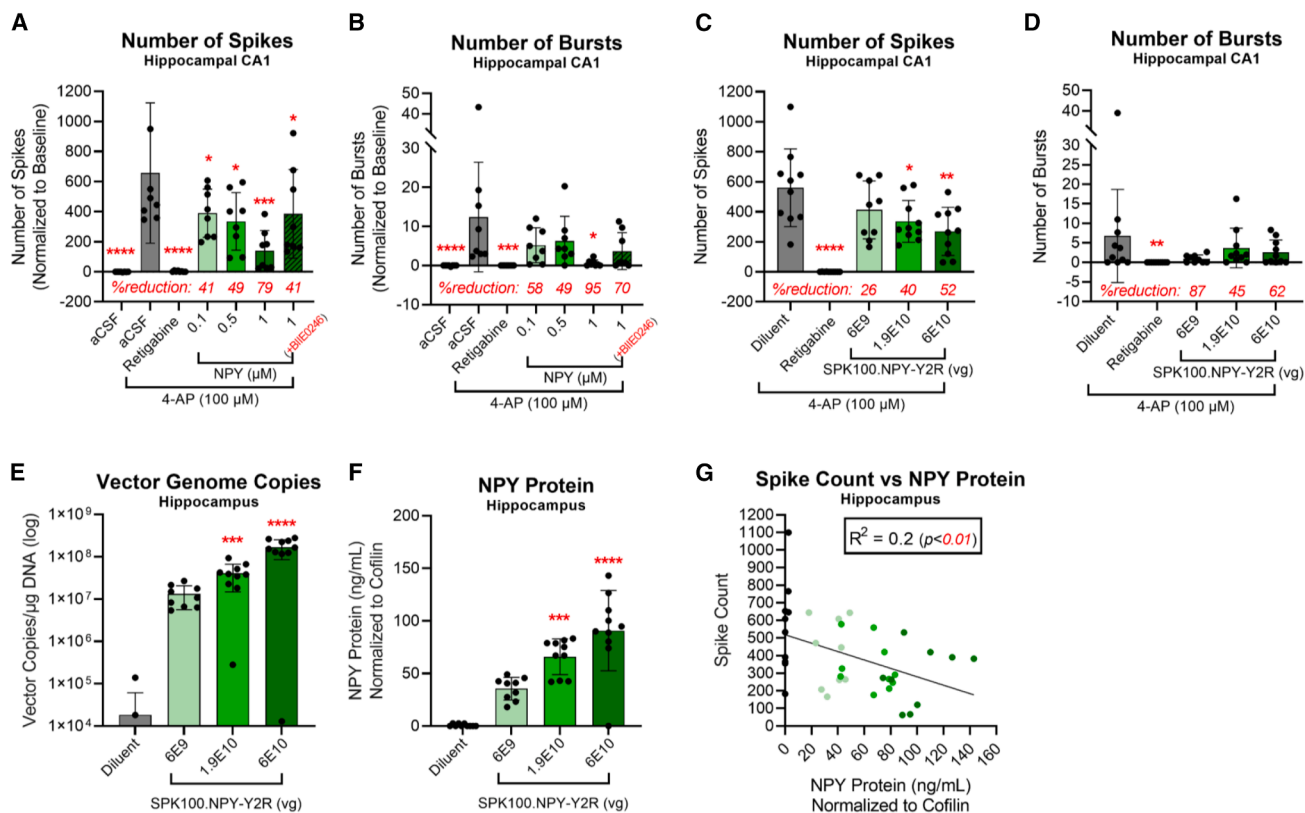 A
Number of Spikes
Hippocampal CA1
Number of Spikes
(Normalized to Baseline)
1200
1000
800
600
400
200
0
-200
****
****
*
*
***
*
%reduction: 41 49 79 41
aCSF
aCSF
Retigabine
0.1
0.5
1
1
(+BIIE0246)
NPY (μM)
4-AP (100 μM)
B
Number of Bursts
Hippocampal CA1
Number of Bursts
(Normalized to Baseline)
50
40
30
20
10
0
-10
****
***
*
%reduction: 58 49 95 70
aCSF
aCSF
Retigabine
0.1
0.5
1
1
(+BIIE0246)
NPY (μM)
4-AP (100 μM)
C
Number of Spikes
Hippocampal CA1
Number of Spikes
1200
1000
800
600
400
200
0
-200
****
*
**
%reduction: 26 40 52
Diluent
Retigabine
6E9
1.9E10
6E10
SPK100.NPY-Y2R (vg)
4-AP (100 μM)
D
Number of Bursts
Hippocampal CA1
Number of Bursts
50
40
30
25
20
15
10
5
0
-5
-10
**
%reduction: 87 45 62
Diluent
Retigabine
6E9
1.9E10
6E10
SPK100.NPY-Y2R (vg)
4-AP (100 μM)
E
Vector Genome Copies
Hippocampus
Vector Copies/μg DNA (log)
1×10⁹
1×10⁸
1×10⁷
1×10⁶
1×10⁵
1×10⁴
***
****
Diluent
6E9
1.9E10
6E10
SPK100.NPY-Y2R (vg)
F
NPY Protein
Hippocampus
NPY Protein (ng/mL)
Normalized to Cofilin
200
150
100
50
0
***
****
Diluent
6E9
1.9E10
6E10
SPK100.NPY-Y2R (vg)
G
Spike Count vs NPY Protein
Hippocampus
R² = 0.2 (p<0.01)
Spike Count
1200
1100
1000
900
800
700
600
500
400
300
200
100
0
0 20 40 60 80 100 120 140 160
NPY Protein (ng/mL)
Normalized to Cofilin